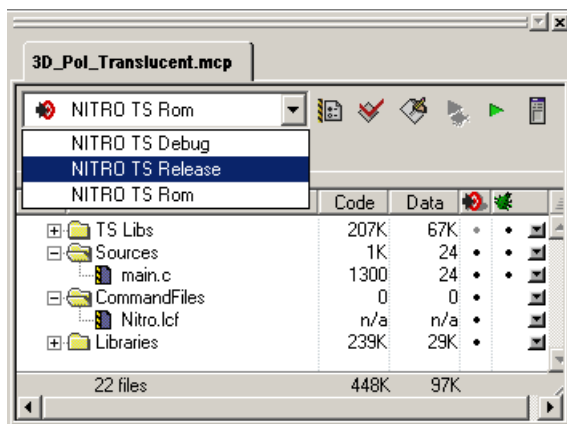 3D_Pol_Translucent.mcp
NITRO TS Rom
NITRO TS Debug
NITRO TS Release
NITRO TS Rom
Code Data
TS Libs 207K 67K
Sources 1K 24
main.c 1300 24
CommandFiles 0 0
Nitro.lcf n/a n/a
Libraries 239K 29K
22 files 448K 97K